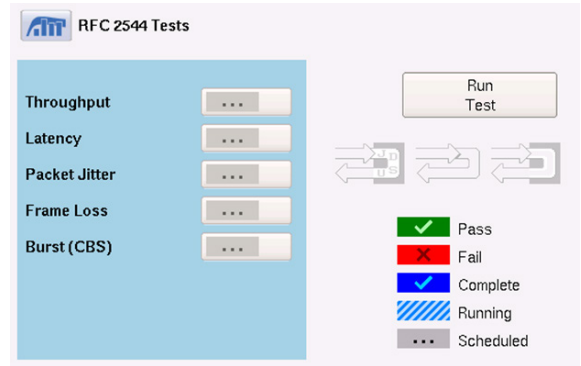 RFC 2544 Tests
Throughput ...
Latency ...
Packet Jitter ...
Frame Loss ...
Burst (CBS) ...
Run
Test
J D
U S
Pass
Fail
Complete
Running
... Scheduled